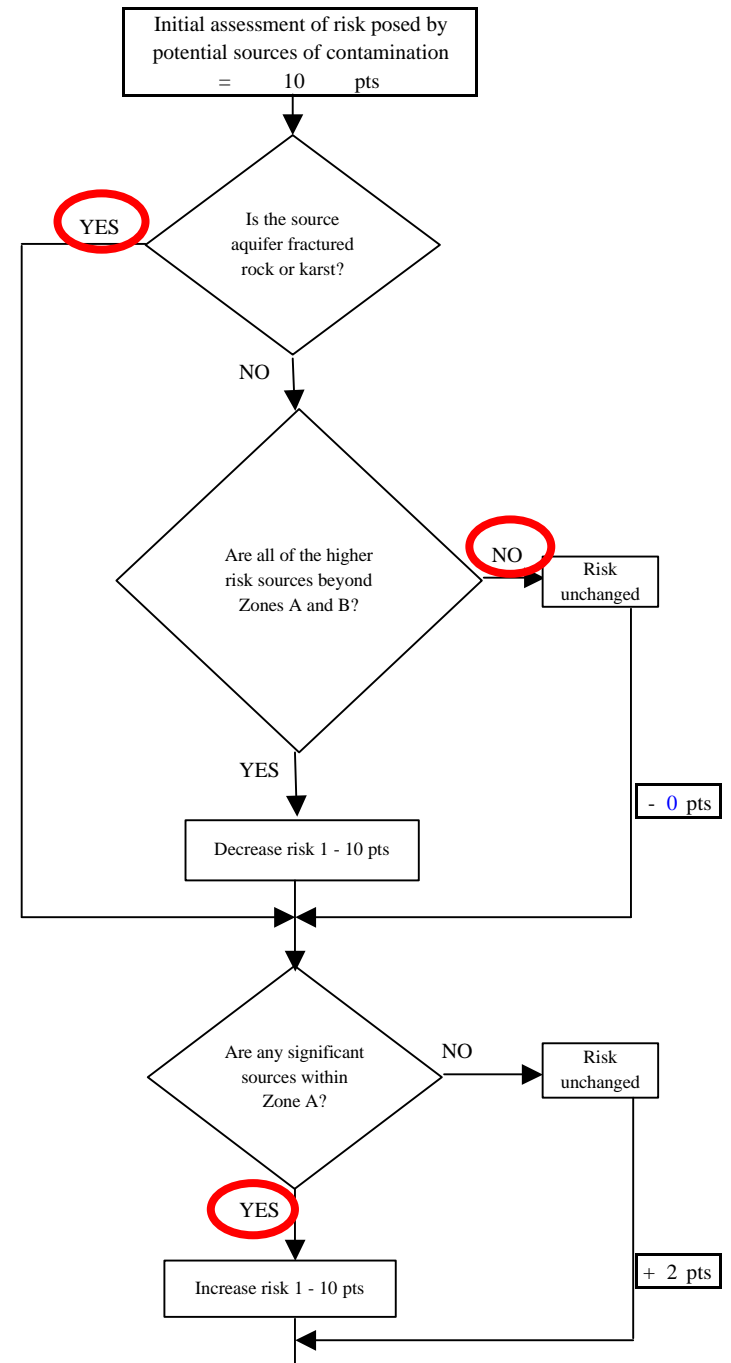 Initial assessment of risk posed by
potential sources of contamination
= 10 pts
YES
Is the source
aquifer fractured
rock or karst?
NO
Are all of the higher
risk sources beyond
Zones A and B?
NO
Risk
unchanged
YES
- 0 pts
Decrease risk 1 - 10 pts
Are any significant
sources within
Zone A?
NO
Risk
unchanged
YES
+ 2 pts
Increase risk 1 - 10 pts